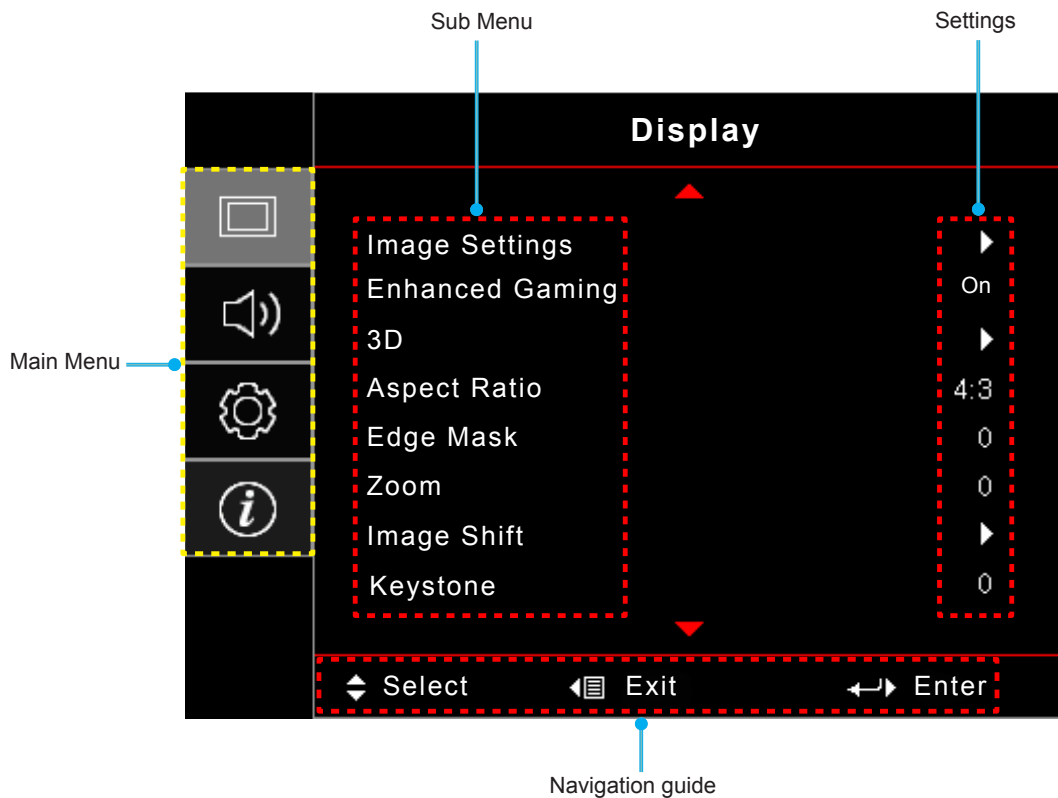 Sub Menu
Settings
Display
Image Settings
Enhanced Gaming
On
3D
Main Menu
Aspect Ratio
4:3
Edge Mask
0
Zoom
0
Image Shift
Keystone
0
Select
Exit
Enter
Navigation guide